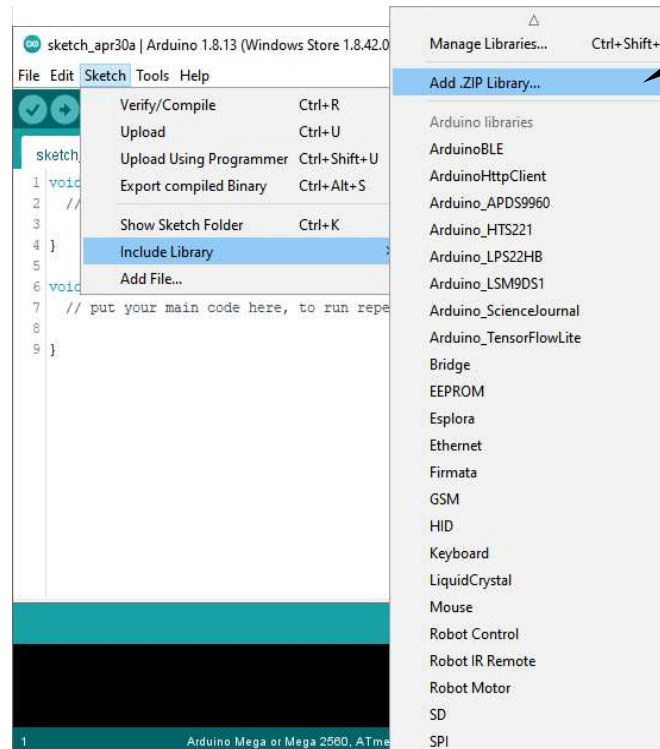 sketch_apr30a | Arduino 1.8.13 (Windows Store 1.8.42.0
File Edit Sketch Tools Help
Verify/Compile Ctrl+R
Upload Ctrl+U
Upload Using Programmer Ctrl+Shift+U
Export compiled Binary Ctrl+Alt+S
Show Sketch Folder Ctrl+K
Include Library
Add File...
sketch_
1 void
2 //
3
4 }
5
6 void
7 // put your main code here, to run repe
8
9 }
1 Arduino Mega or Mega 2560, ATme
Manage Libraries... Ctrl+Shift+
Add .ZIP Library...
Arduino libraries
ArduinoBLE
ArduinoHttpClient
Arduino_APDS9960
Arduino_HTS221
Arduino_LPS22HB
Arduino_LSM9DS1
Arduino_ScienceJournal
Arduino_TensorFlowLite
Bridge
EEPROM
Esplora
Ethernet
Firmata
GSM
HID
Keyboard
LiquidCrystal
Mouse
Robot Control
Robot IR Remote
Robot Motor
SD
SPI